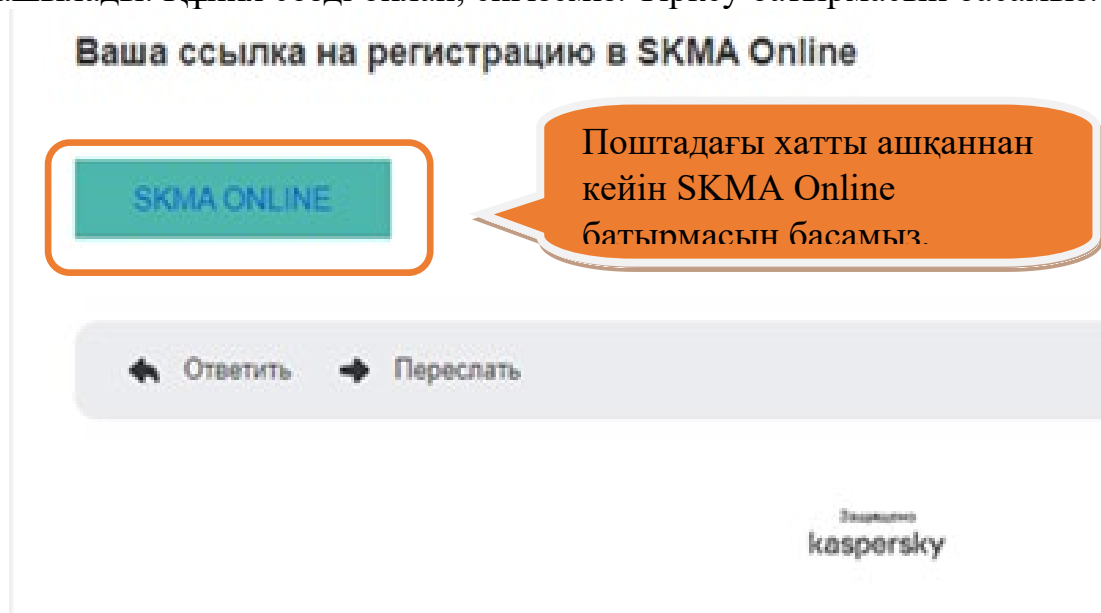 Ваша ссылка на регистрацию в SKMA Online
Поштадағы хатты ашқаннан
кейін SKMA Online
батырмасын басамыз.
SKMA ONLINE
Ответить Переслать
Защищено
kaspersky